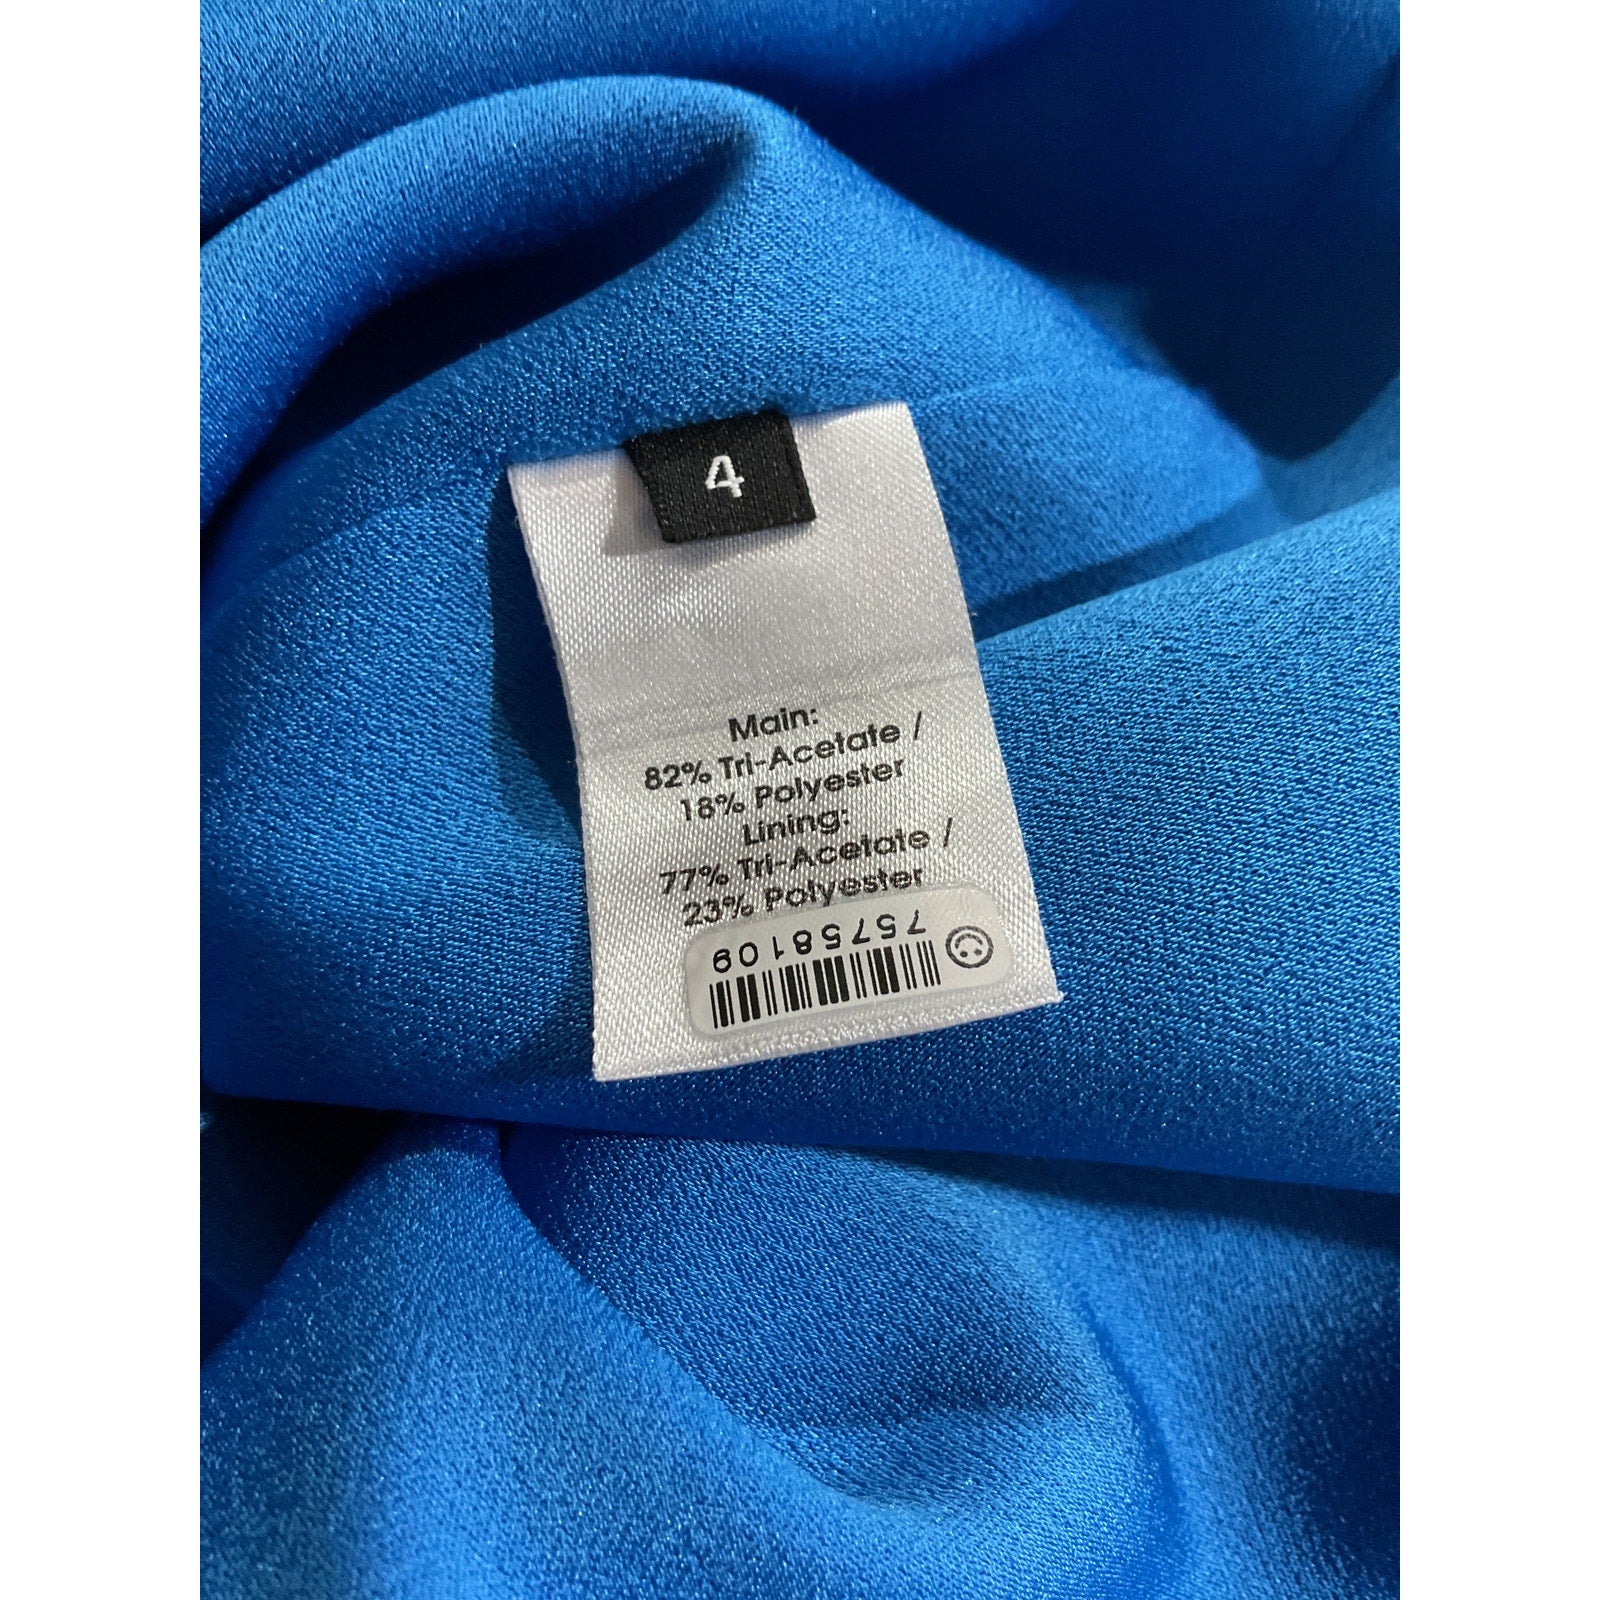 4
Main:
82% Tri-Acetate /
18% Polyester
Lining:
77% Tri-Acetate /
23% Polyester
75758109